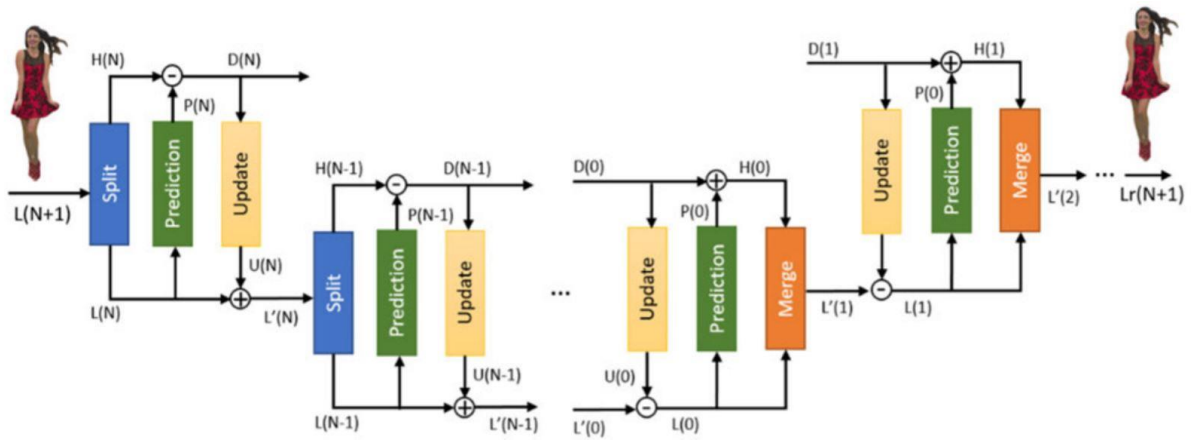 H(N)
D(N)
P(N)
Split
Prediction
Update
L(N+1)
U(N)
L(N)
L'(N)
H(N-1)
D(N-1)
P(N-1)
Split
Prediction
Update
U(N-1)
L(N-1)
L'(N-1)
...
D(0)
H(0)
P(0)
Update
Prediction
Merge
U(0)
L'(0)
L(0)
L'(1)
D(1)
H(1)
P(0)
Update
Prediction
Merge
L(1)
L'(2)
...
Lr(N+1)